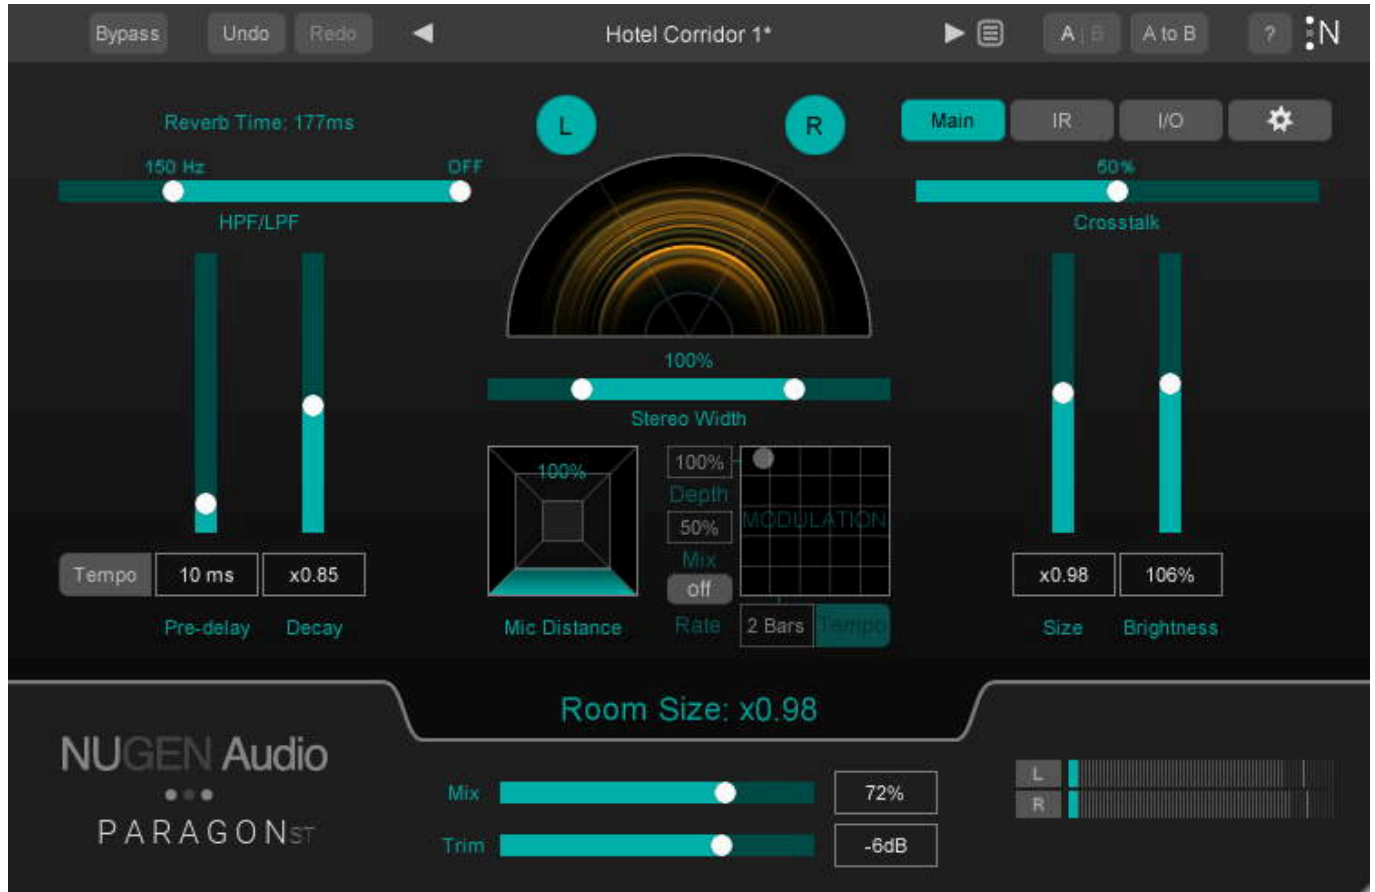 Bypass Undo Redo Hotel Corridor 1* A | B A to B ? N
Reverb Time: 177ms L R Main IR I/O
150 Hz OFF 50%
HPF/LPF Crosstalk
100%
Stereo Width
100% 100%
Depth
50% MODULATION
Mix
Tempo 10 ms x0.85 off x0.98 106%
Pre-delay Decay Mic Distance Rate 2 Bars Tempo Size Brightness
Room Size: x0.98
NUGEN Audio
PARAGON ST
Mix 72% L
R
Trim -6dB